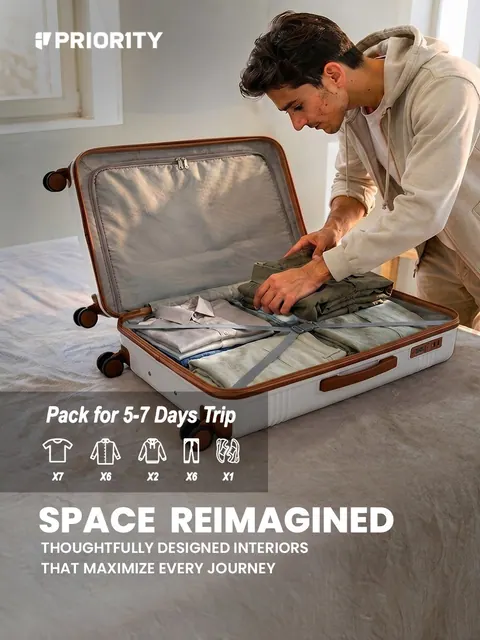 PRIOR1TY
Pack for 5-7 Days Trip
X7 X6 X2 X6 X1
SPACE REIMAGINED
THOUGHTFULLY DESIGNED INTERIORS
THAT MAXIMIZE EVERY JOURNEY